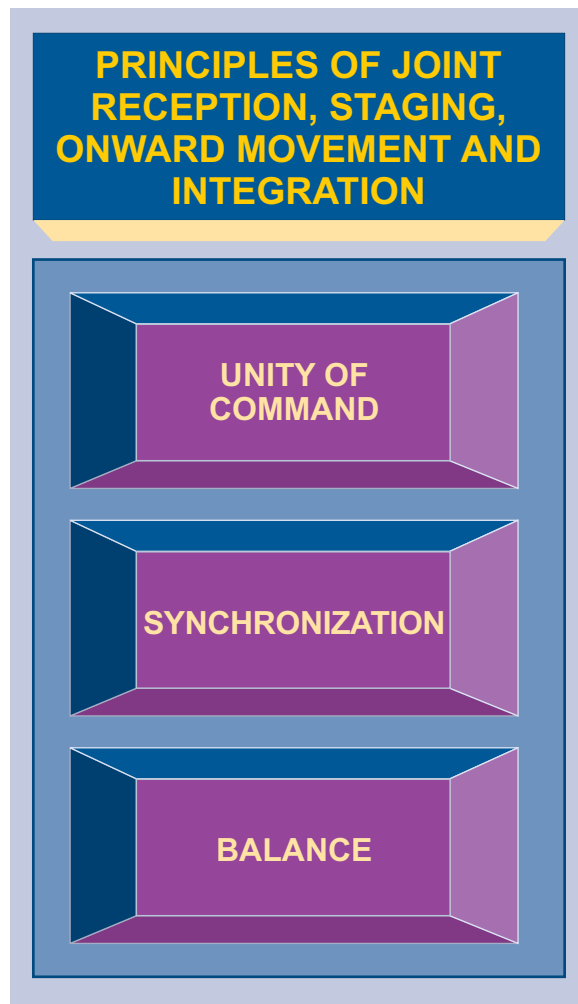 PRINCIPLES OF JOINT
RECEPTION, STAGING,
ONWARD MOVEMENT AND
INTEGRATION
UNITY OF
COMMAND
SYNCHRONIZATION
BALANCE